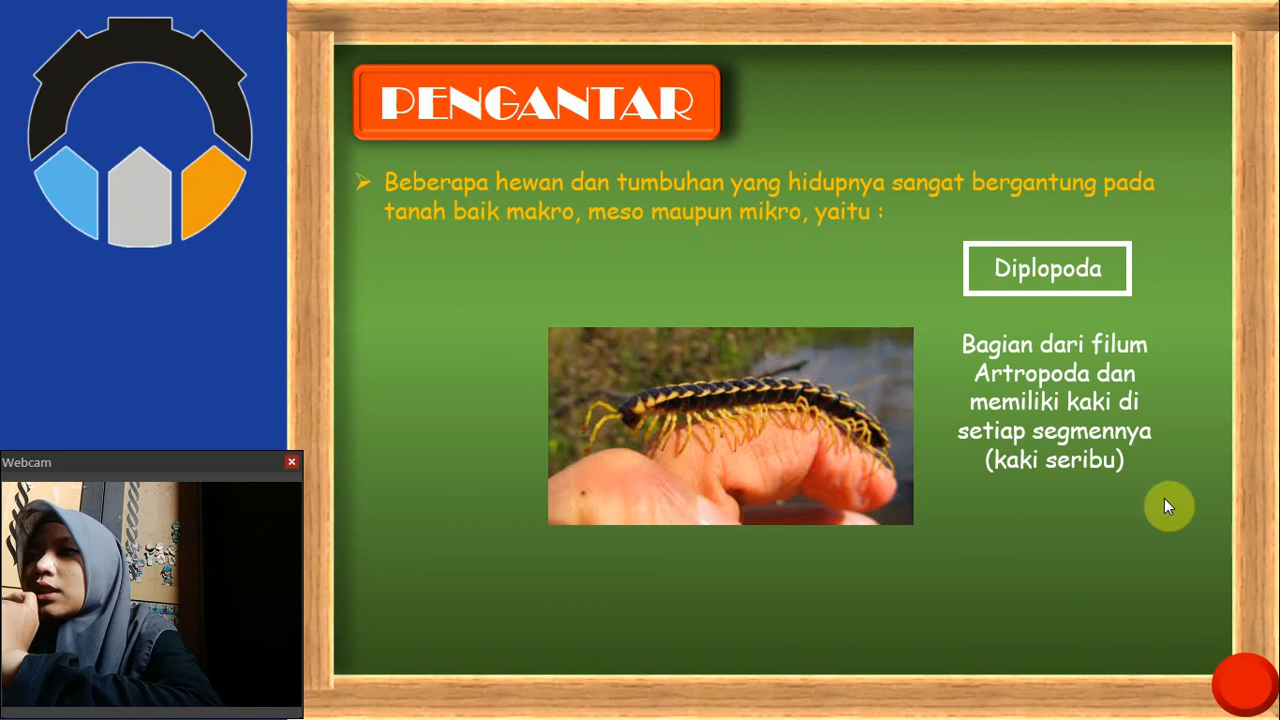 PENGANTAR
Beberapa hewan dan tumbuhan yang hidupnya sangat bergantung pada
tanah baik makro, meso maupun mikro, yaitu :
Diplopoda
Bagian dari filum
Artropoda dan
memiliki kaki di
setiap segmennya
(kaki seribu)
Webcam